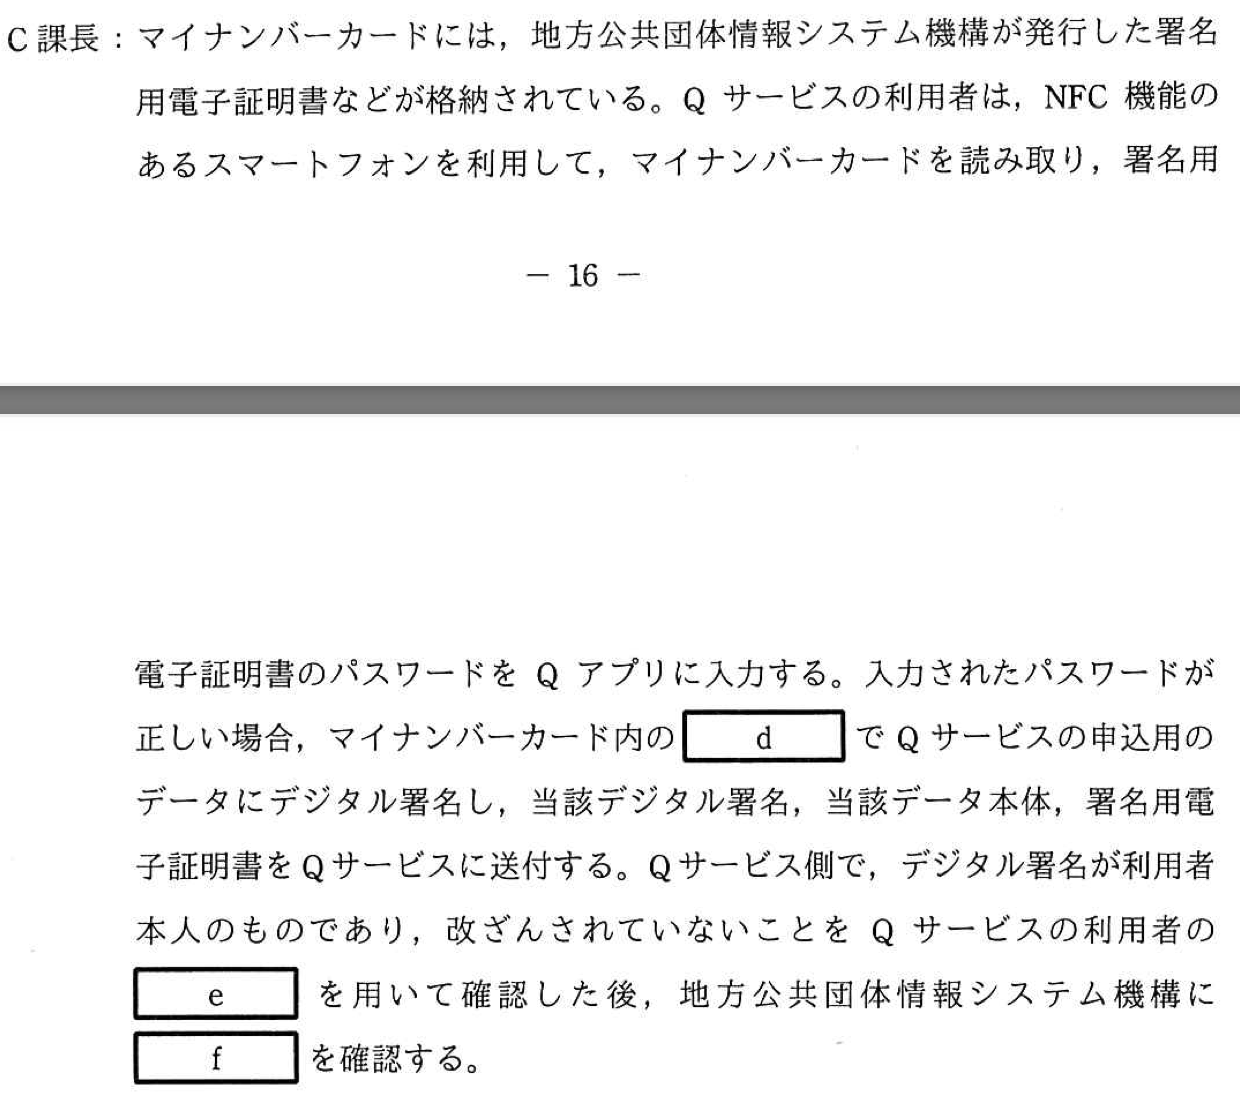 C 課長：マイナンバーカードには，地方公共団体情報システム機構が発行した署名
用電子証明書などが格納されている。Q サービスの利用者は，NFC 機能の
あるスマートフォンを利用して，マイナンバーカードを読み取り，署名用
－ 16 －
電子証明書のパスワードを Q アプリに入力する。入力されたパスワードが
正しい場合，マイナンバーカード内の d で Q サービスの申込用の
データにデジタル署名し，当該デジタル署名，当該データ本体，署名用電
子証明書を Q サービスに送付する。Q サービス側で，デジタル署名が利用者
本人のものであり，改ざんされていないことを Q サービスの利用者の
e を用いて確認した後，地方公共団体情報システム機構に
f を確認する。